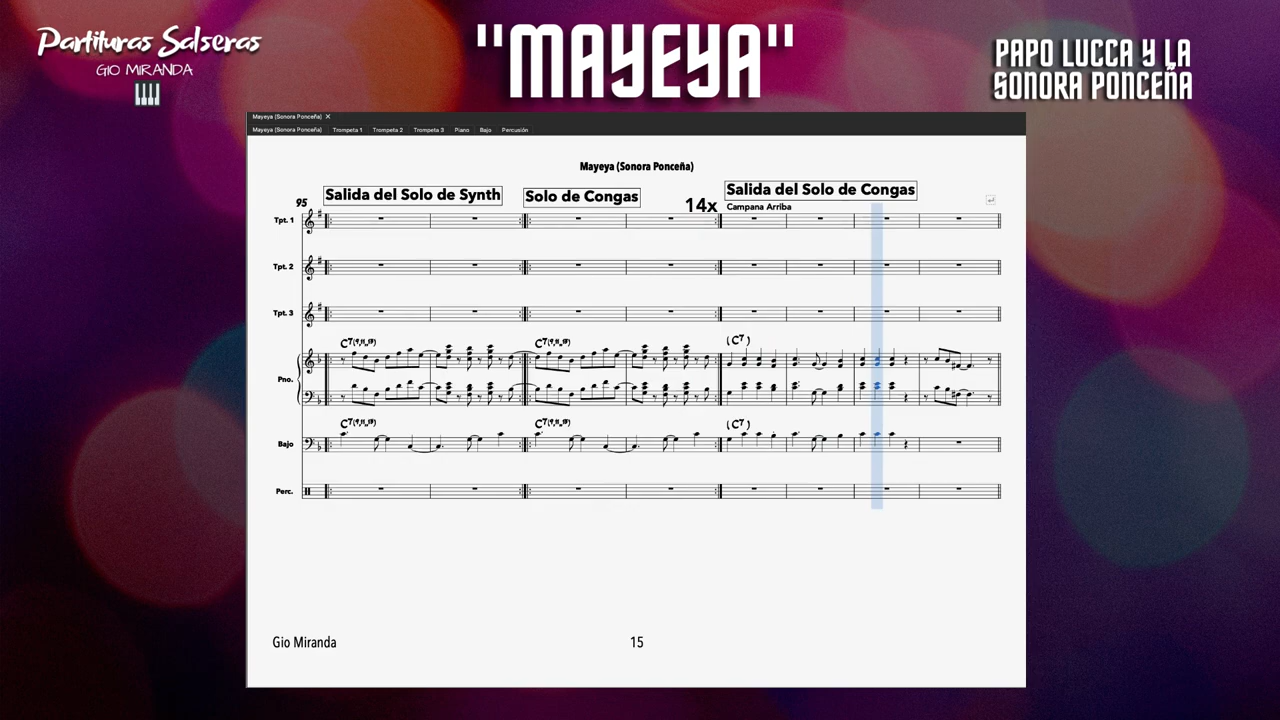 Partituras Salseras
GIO MIRANDA
"MAYEYA"
PAPO LUCCA Y LA
SONORA PONCEÑA
Mayeya (Sonora Ponceña) ×
Mayeya (Sonora Ponceña) Trompeta 1 Trompeta 2 Trompeta 3 Piano Bajo Percusión
Mayeya (Sonora Ponceña)
Salida del Solo de Synth
Solo de Congas
14x
Salida del Solo de Congas
Campana Arriba
95
Tpt. 1
Tpt. 2
Tpt. 3
(C7)
Pno.
(C7)
Bajo
Perc.
Gio Miranda
15